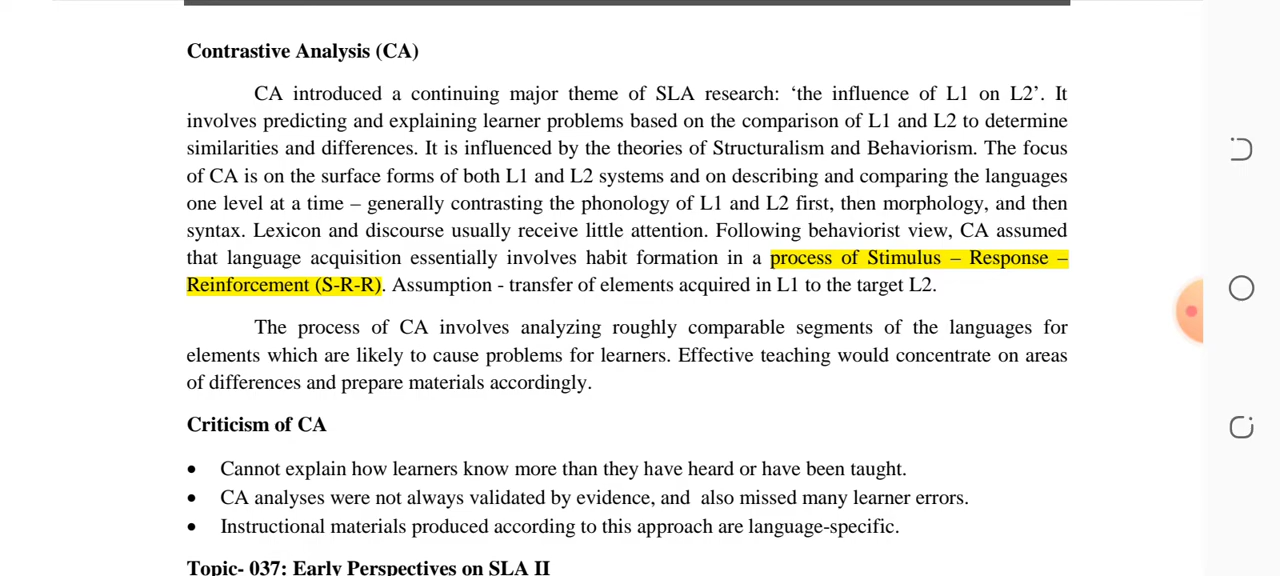 Contrastive Analysis (CA)
CA introduced a continuing major theme of SLA research: ‘the influence of L1 on L2’. It
involves predicting and explaining learner problems based on the comparison of L1 and L2 to determine
similarities and differences. It is influenced by the theories of Structuralism and Behaviorism. The focus
of CA is on the surface forms of both L1 and L2 systems and on describing and comparing the languages
one level at a time – generally contrasting the phonology of L1 and L2 first, then morphology, and then
syntax. Lexicon and discourse usually receive little attention. Following behaviorist view, CA assumed
that language acquisition essentially involves habit formation in a process of Stimulus – Response –
Reinforcement (S-R-R). Assumption - transfer of elements acquired in L1 to the target L2.
The process of CA involves analyzing roughly comparable segments of the languages for
elements which are likely to cause problems for learners. Effective teaching would concentrate on areas
of differences and prepare materials accordingly.
Criticism of CA
• Cannot explain how learners know more than they have heard or have been taught.
• CA analyses were not always validated by evidence, and also missed many learner errors.
• Instructional materials produced according to this approach are language-specific.
Topic- 037: Early Perspectives on SLA II